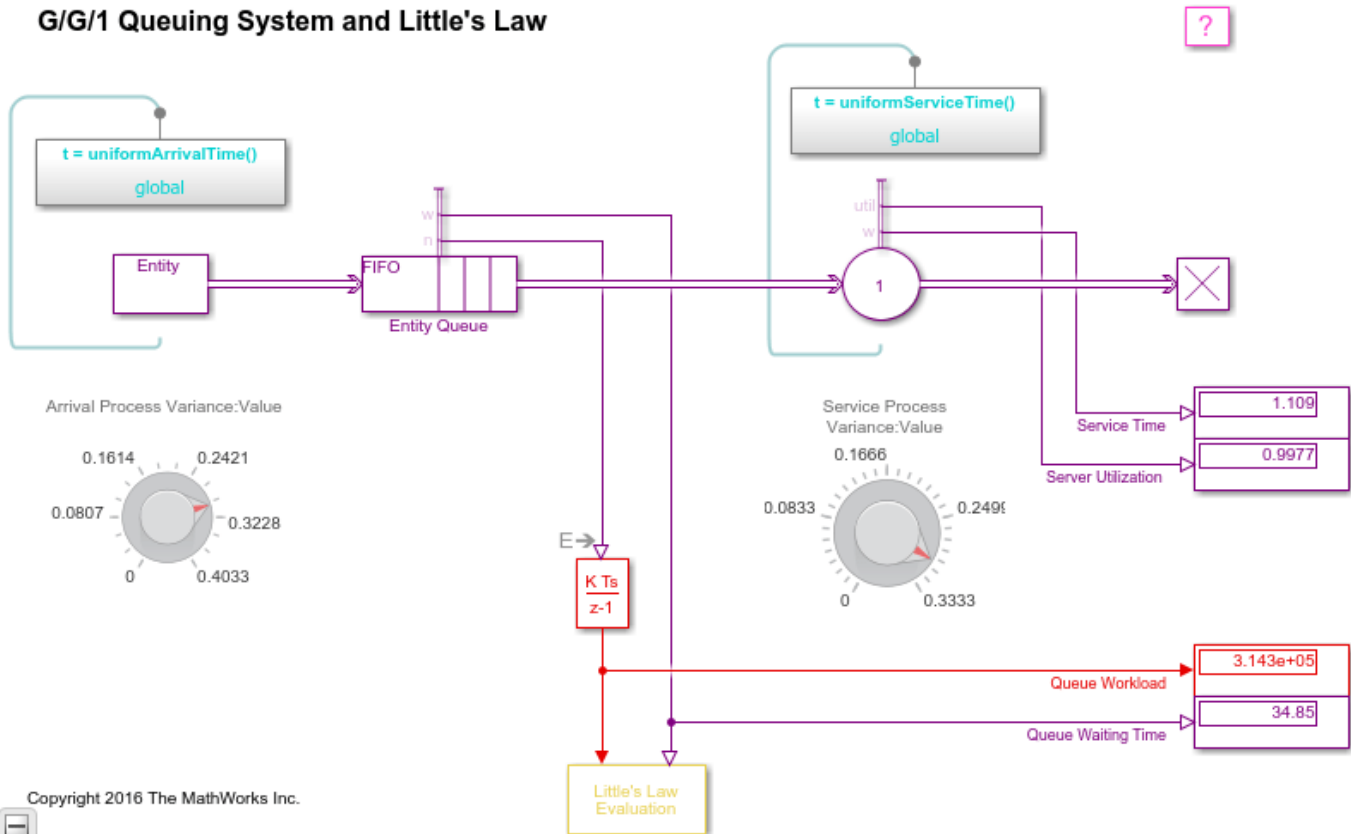 G/G/1 Queuing System and Little's Law
?
t = uniformArrivalTime()
global
t = uniformServiceTime()
global
w
n
util
w
Entity
FIFO
Entity Queue
1
Arrival Process Variance:Value
0.1614
0.2421
0.0807
0.3228
0
0.4033
Service Process
Variance:Value
0.1666
0.0833
0.2499
0
0.3333
1.109
Service Time
0.9977
Server Utilization
E
K Ts
z-1
3.143e+05
Queue Workload
34.85
Queue Waiting Time
Little's Law
Evaluation
Copyright 2016 The MathWorks Inc.